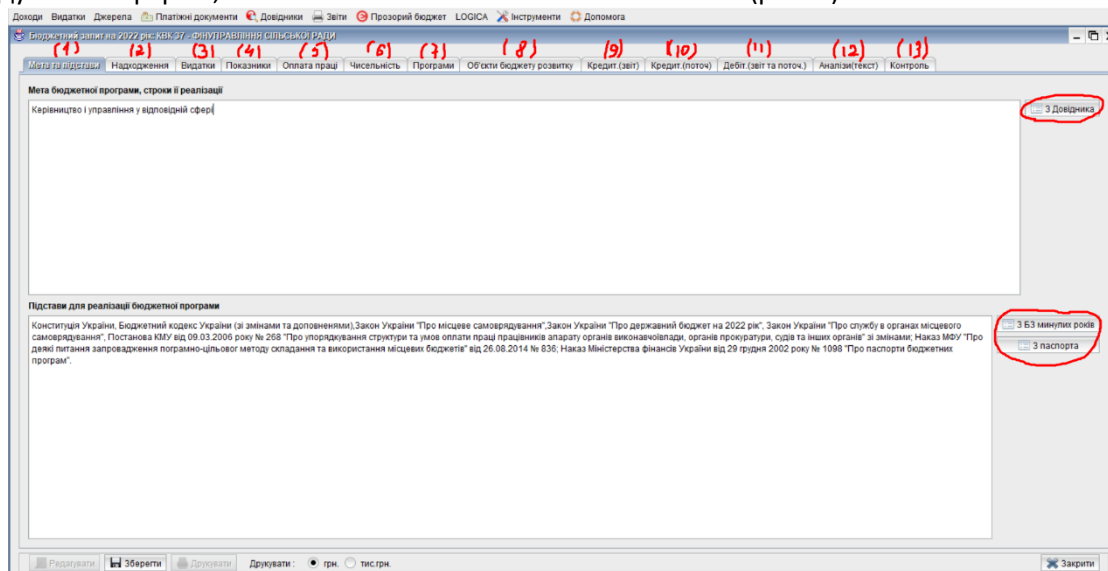 Доходи Видатки Джерела Платіжні документи Довідники Звіти Прозорий бюджет LOGICA Інструменти Допомога
Бюджетний запит на 2022 рік: КВК 37 - ФІНУПРАВЛІННЯ СІЛЬСЬКОЇ РАДИ
(1) (2) (3) (4) (5) (6) (7) (8) (9) (10) (11) (12) (13)
Мета та підстави Надходження Видатки Показники Оплата праці Чисельність Програми Об'єкти бюджету розвитку Кредит.(звіт) Кредит.(поточ) Дебіт.(звіт та поточ.) Аналізи(текст) Контроль
Мета бюджетної програми, строки її реалізації
Керівництво і управління у відповідній сфері
З Довідника
Підстави для реалізації бюджетної програми
Конституція України, Бюджетний кодекс України (зі змінами та доповненями),Закон України "Про місцеве самоврядування",Закон України "Про державний бюджет на 2022 рік", Закон України "Про службу в органах місцевого
самоврядування", Постанова КМУ від 09.03.2006 року № 268 "Про упорядкування структури та умов оплати праці працівників апарату органів виконавчоівлади, органів прокуратури, судів та інших органів" зі змінами; Наказ МФУ "Про
деякі питання запровадження пограмно-цільовог методу складання та використання місцевих бюджетів" від 26.08.2014 № 836; Наказ Міністерства фінансів України від 29 грудня 2002 року № 1098 "Про паспорти бюджетних
програм".
З БЗ минулих років
З паспорта
Редагувати Зберегти Друкувати Друкувати : грн. тис.грн. Закрити